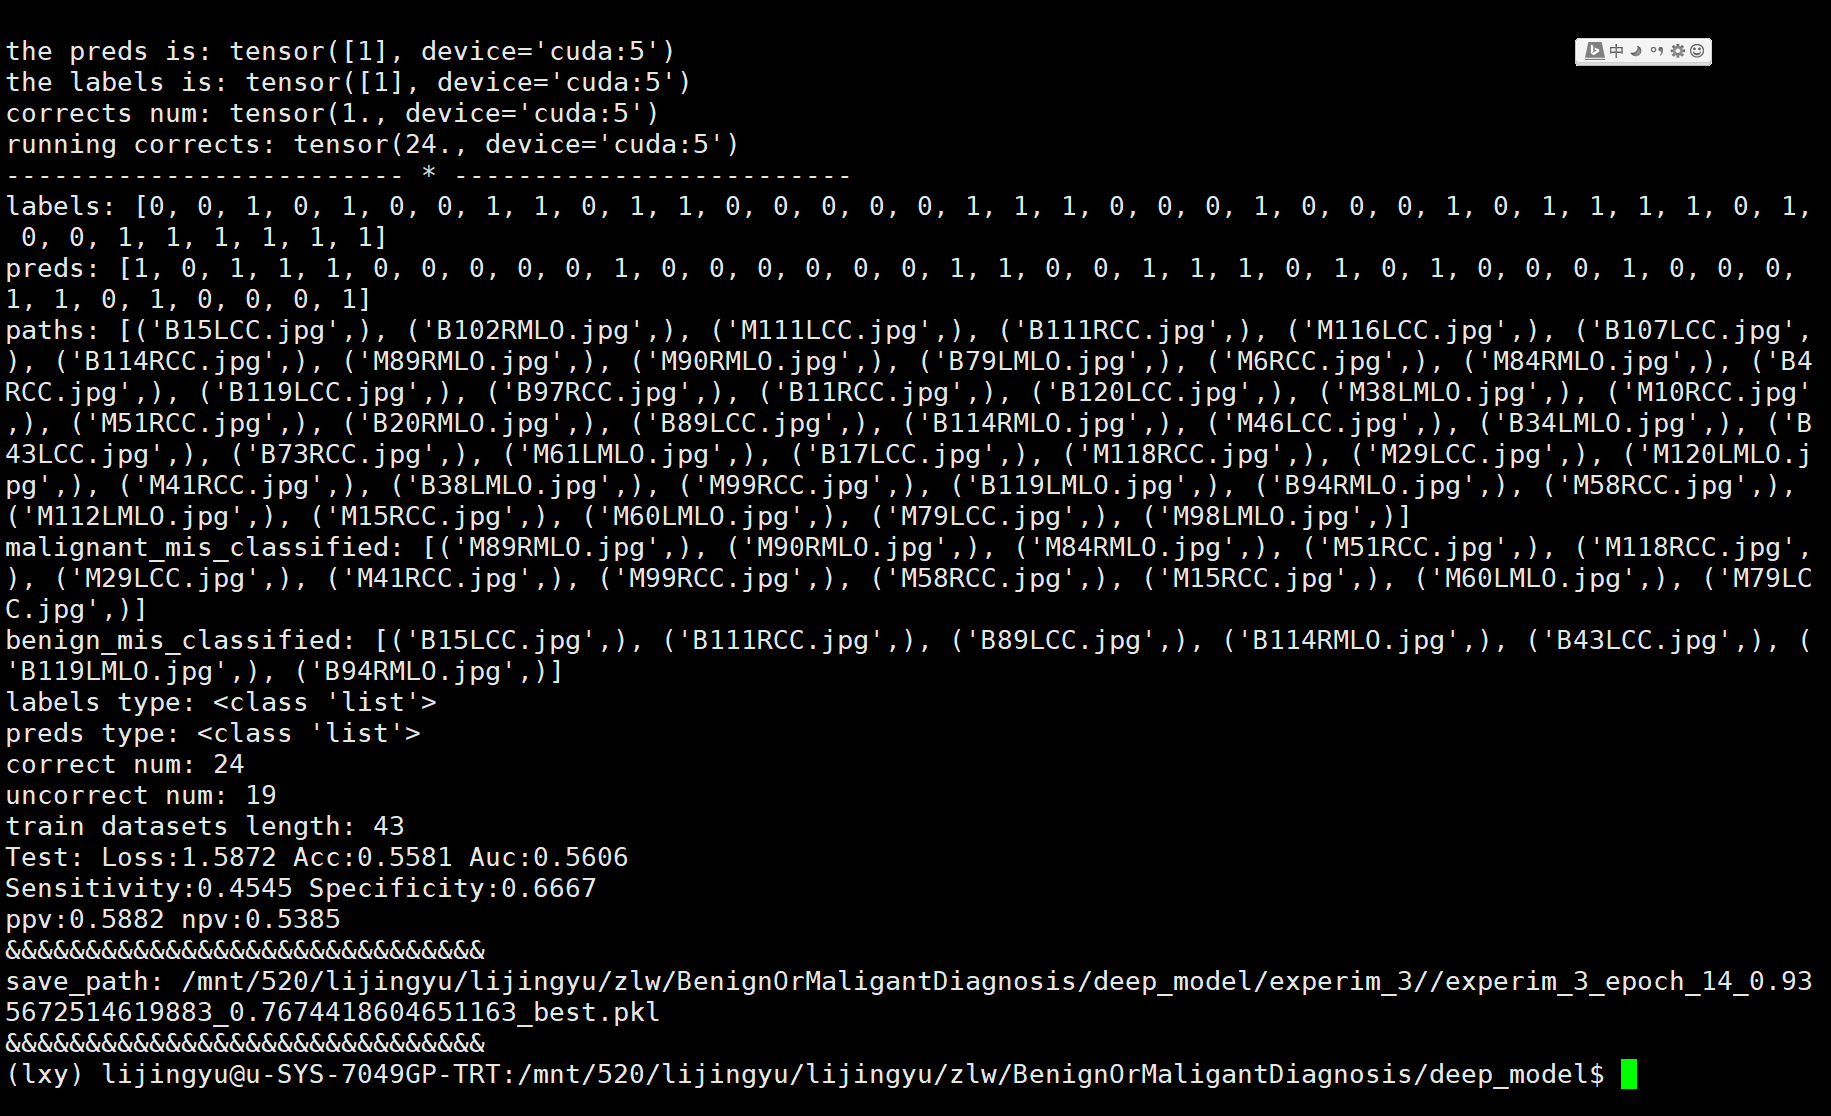 the preds is: tensor([1], device='cuda:5')
the labels is: tensor([1], device='cuda:5')
corrects num: tensor(1., device='cuda:5')
running corrects: tensor(24., device='cuda:5')
------------------------- * -------------------------
labels: [0, 0, 1, 0, 1, 0, 0, 1, 1, 0, 1, 1, 0, 0, 0, 0, 0, 1, 1, 1, 0, 0, 0, 1, 0, 0, 0, 1, 0, 1, 1, 1, 1, 0, 1,
 0, 0, 1, 1, 1, 1, 1, 1]
preds: [1, 0, 1, 1, 1, 0, 0, 0, 0, 0, 1, 0, 0, 0, 0, 0, 0, 1, 1, 0, 0, 1, 1, 1, 0, 1, 0, 1, 0, 0, 0, 1, 0, 0, 0,
1, 1, 0, 1, 0, 0, 0, 1]
paths: [('B15LCC.jpg',), ('B102RMLO.jpg',), ('M111LCC.jpg',), ('B111RCC.jpg',), ('M116LCC.jpg',), ('B107LCC.jpg',
), ('B114RCC.jpg',), ('M89RMLO.jpg',), ('M90RMLO.jpg',), ('B79LMLO.jpg',), ('M6RCC.jpg',), ('M84RMLO.jpg',), ('B4
RCC.jpg',), ('B119LCC.jpg',), ('B97RCC.jpg',), ('B11RCC.jpg',), ('B120LCC.jpg',), ('M38LMLO.jpg',), ('M10RCC.jpg'
,), ('M51RCC.jpg',), ('B20RMLO.jpg',), ('B89LCC.jpg',), ('B114RMLO.jpg',), ('M46LCC.jpg',), ('B34LMLO.jpg',), ('B
43LCC.jpg',), ('B73RCC.jpg',), ('M61LMLO.jpg',), ('B17LCC.jpg',), ('M118RCC.jpg',), ('M29LCC.jpg',), ('M120LMLO.j
pg',), ('M41RCC.jpg',), ('B38LMLO.jpg',), ('M99RCC.jpg',), ('B119LMLO.jpg',), ('B94RMLO.jpg',), ('M58RCC.jpg',),
('M112LMLO.jpg',), ('M15RCC.jpg',), ('M60LMLO.jpg',), ('M79LCC.jpg',), ('M98LMLO.jpg',)]
malignant_mis_classified: [('M89RMLO.jpg',), ('M90RMLO.jpg',), ('M84RMLO.jpg',), ('M51RCC.jpg',), ('M118RCC.jpg',
), ('M29LCC.jpg',), ('M41RCC.jpg',), ('M99RCC.jpg',), ('M58RCC.jpg',), ('M15RCC.jpg',), ('M60LMLO.jpg',), ('M79LC
C.jpg',)]
benign_mis_classified: [('B15LCC.jpg',), ('B111RCC.jpg',), ('B89LCC.jpg',), ('B114RMLO.jpg',), ('B43LCC.jpg',), (
'B119LMLO.jpg',), ('B94RMLO.jpg',)]
labels type: <class 'list'>
preds type: <class 'list'>
correct num: 24
uncorrect num: 19
train datasets length: 43
Test: Loss:1.5872 Acc:0.5581 Auc:0.5606
Sensitivity:0.4545 Specificity:0.6667
ppv:0.5882 npv:0.5385
&&&&&&&&&&&&&&&&&&&&&&&&&&&&&&
save_path: /mnt/520/lijingyu/lijingyu/zlw/BenignOrMaligantDiagnosis/deep_model/experim_3//experim_3_epoch_14_0.93
5672514619883_0.7674418604651163_best.pkl
&&&&&&&&&&&&&&&&&&&&&&&&&&&&&&
(lxy) lijingyu@u-SYS-7049GP-TRT:/mnt/520/lijingyu/lijingyu/zlw/BenignOrMaligantDiagnosis/deep_model$
中